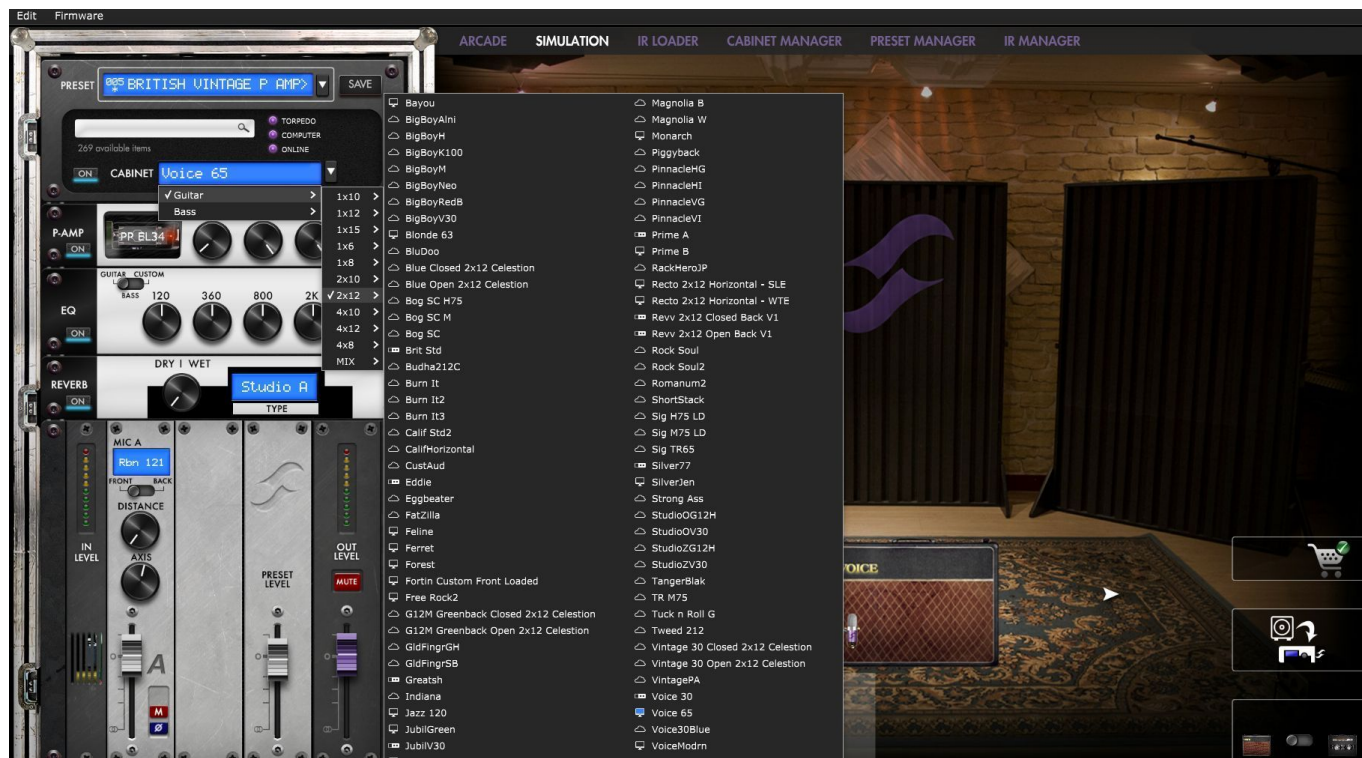 Edit Firmware
ARCADE SIMULATION IR LOADER CABINET MANAGER PRESET MANAGER IR MANAGER
PRESET 005 * BRITISH VINTAGE P AMP> SAVE
269 available items
TORPEDO
COMPUTER
ONLINE
ON CABINET Voice 65
✓ Guitar >
Bass >
1x10 >
1x12 >
1x15 >
1x6 >
1x8 >
2x10 >
✓ 2x12 >
4x10 >
4x12 >
4x8 >
MIX >
Bayou
BigBoyAlni
BigBoyH
BigBoyK100
BigBoyM
BigBoyNeo
BigBoyRedB
BigBoyV30
Blonde 63
BluDoo
Blue Closed 2x12 Celestion
Blue Open 2x12 Celestion
Bog SC H75
Bog SC M
Bog SC
Brit Std
Budha212C
Burn It
Burn It2
Burn It3
Calif Std2
CalifHorizontal
CustAud
Eddie
Eggbeater
FatZilla
Feline
Ferret
Forest
Fortin Custom Front Loaded
Free Rock2
G12M Greenback Closed 2x12 Celestion
G12M Greenback Open 2x12 Celestion
GldFingrGH
GldFingrSB
Greatsh
Indiana
Jazz 120
JubilGreen
JubilV30
Magnolia B
Magnolia W
Monarch
Piggyback
PinnacleHG
PinnacleHI
PinnacleVG
PinnacleVI
Prime A
Prime B
RackHeroJP
Recto 2x12 Horizontal - SLE
Recto 2x12 Horizontal - WTE
Revv 2x12 Closed Back V1
Revv 2x12 Open Back V1
Rock Soul
Rock Soul2
Romanum2
ShortStack
Sig H75 LD
Sig M75 LD
Sig TR65
Silver77
SilverJen
Strong Ass
StudioOG12H
StudioOV30
StudioZG12H
StudioZV30
TangerBlak
TR M75
Tuck n Roll G
Tweed 212
Vintage 30 Closed 2x12 Celestion
Vintage 30 Open 2x12 Celestion
VintagePA
Voice 30
Voice 65
Voice30Blue
VoiceModrn
P-AMP
ON
PP EL34
GUITAR CUSTOM
BASS 120 360 800 2K
EQ
ON
DRY | WET
REVERB
ON
Studio A
TYPE
MIC A
Rbn 121
FRONT BACK
DISTANCE
AXIS
IN
LEVEL
PRESET
LEVEL
OUT
LEVEL
MUTE
A
M
Ø
VOICE